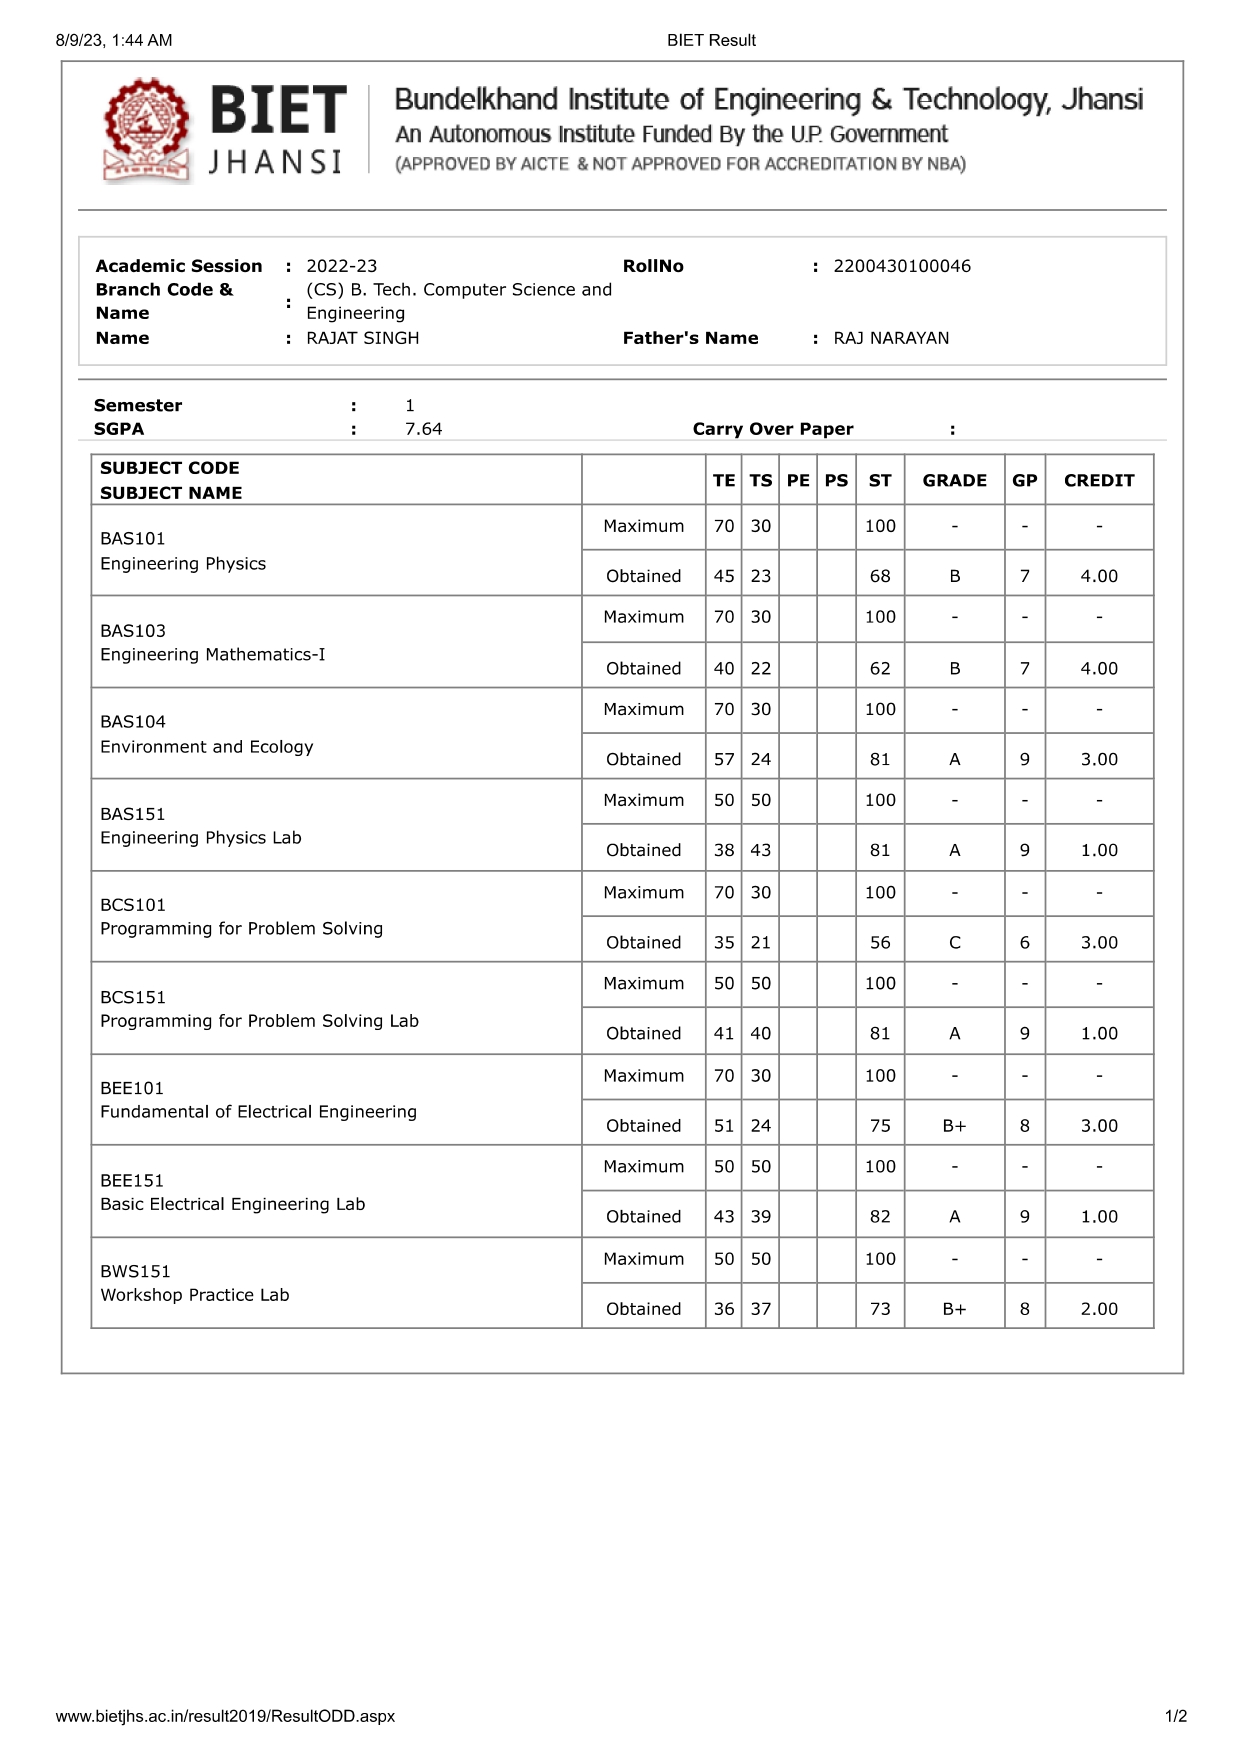 8/9/23, 1:44 AM BIET Result
BIET
JHANSI
Bundelkhand Institute of Engineering & Technology, Jhansi
An Autonomous Institute Funded By the U.P. Government
(APPROVED BY AICTE & NOT APPROVED FOR ACCREDITATION BY NBA)
Academic Session : 2022-23 RollNo : 2200430100046
Branch Code & Name : (CS) B. Tech. Computer Science and Engineering
Name : RAJAT SINGH Father's Name : RAJ NARAYAN
Semester : 1
SGPA : 7.64 Carry Over Paper :
SUBJECT CODE
SUBJECT NAME
TE TS PE PS ST GRADE GP CREDIT
BAS101
Engineering Physics
Maximum 70 30 100 - - -
Obtained 45 23 68 B 7 4.00
BAS103
Engineering Mathematics-I
Maximum 70 30 100 - - -
Obtained 40 22 62 B 7 4.00
BAS104
Environment and Ecology
Maximum 70 30 100 - - -
Obtained 57 24 81 A 9 3.00
BAS151
Engineering Physics Lab
Maximum 50 50 100 - - -
Obtained 38 43 81 A 9 1.00
BCS101
Programming for Problem Solving
Maximum 70 30 100 - - -
Obtained 35 21 56 C 6 3.00
BCS151
Programming for Problem Solving Lab
Maximum 50 50 100 - - -
Obtained 41 40 81 A 9 1.00
BEE101
Fundamental of Electrical Engineering
Maximum 70 30 100 - - -
Obtained 51 24 75 B+ 8 3.00
BEE151
Basic Electrical Engineering Lab
Maximum 50 50 100 - - -
Obtained 43 39 82 A 9 1.00
BWS151
Workshop Practice Lab
Maximum 50 50 100 - - -
Obtained 36 37 73 B+ 8 2.00
www.bietjhs.ac.in/result2019/ResultODD.aspx 1/2